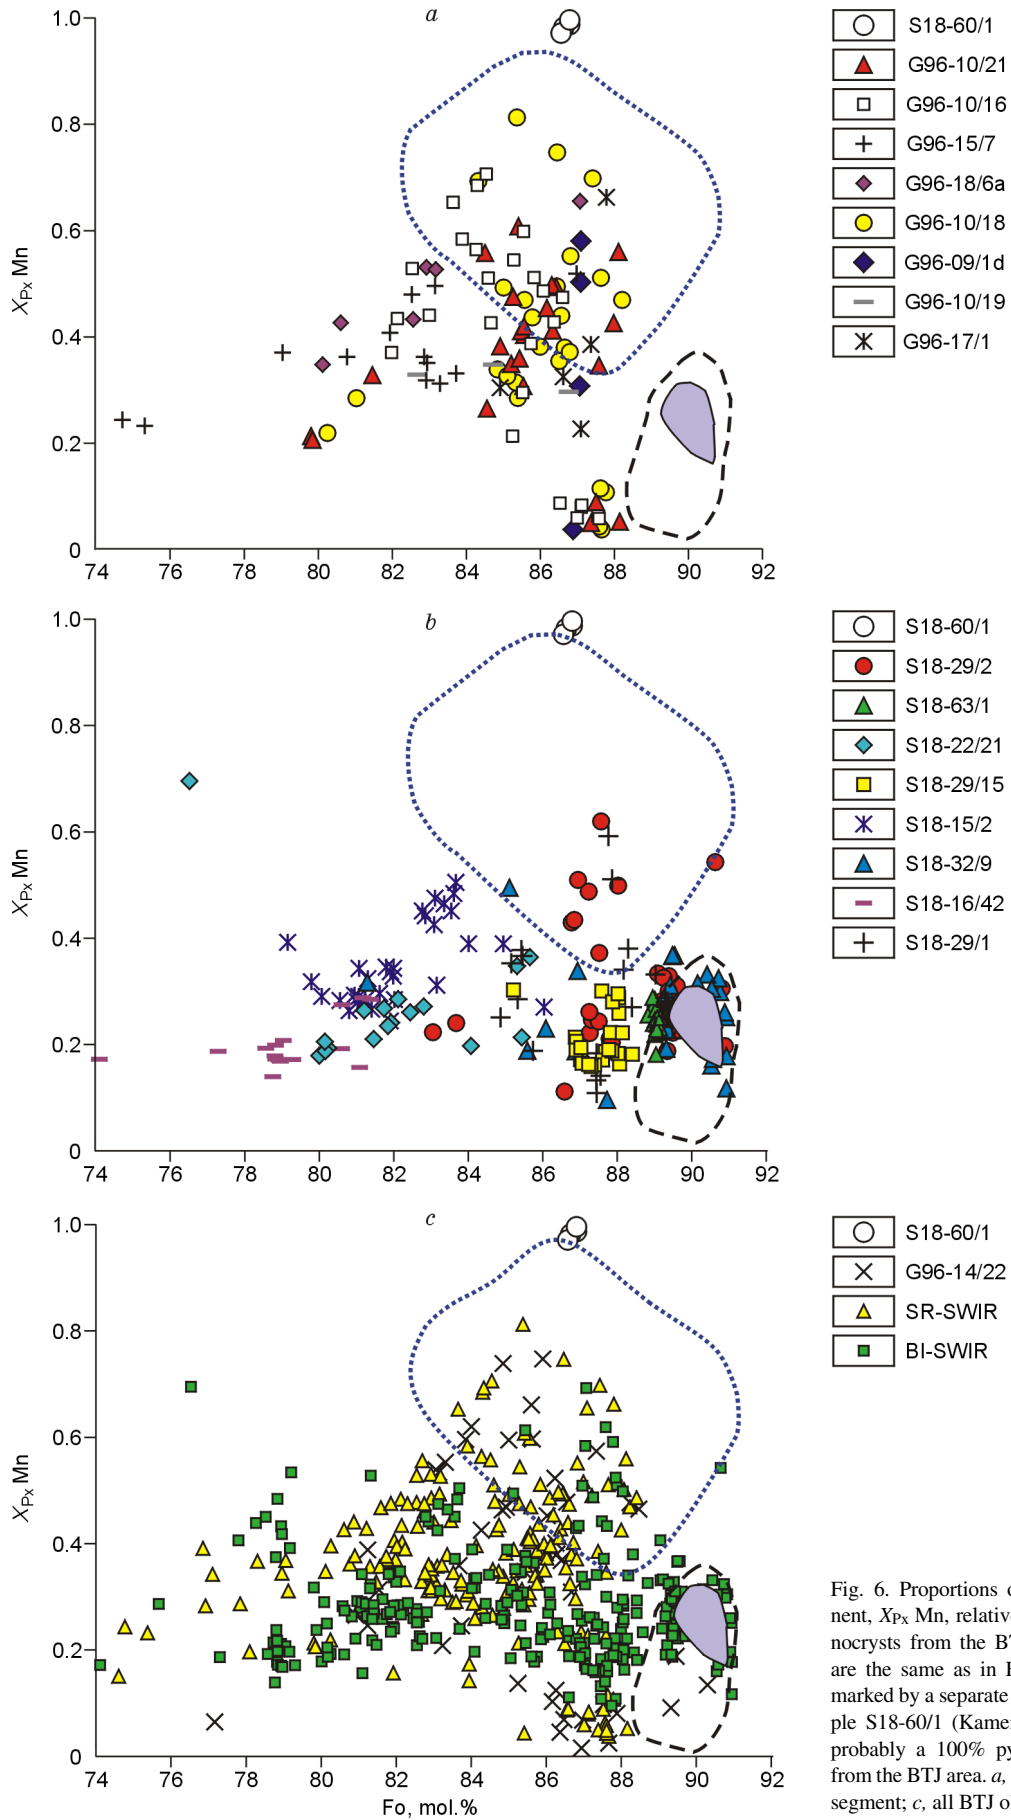 a
1.0
0.8
0.6
0.4
0.2
0
XPx Mn
74 76 78 80 82 84 86 88 90 92
S18-60/1
G96-10/21
G96-10/16
G96-15/7
G96-18/6a
G96-10/18
G96-09/1d
G96-10/19
G96-17/1
b
1.0
0.8
0.6
0.4
0.2
0
XPx Mn
74 76 78 80 82 84 86 88 90 92
S18-60/1
S18-29/2
S18-63/1
S18-22/21
S18-29/15
S18-15/2
S18-32/9
S18-16/42
S18-29/1
c
1.0
0.8
0.6
0.4
0.2
0
XPx Mn
74 76 78 80 82 84 86 88 90 92
Fo, mol.%
S18-60/1
G96-14/22
SR-SWIR
BI-SWIR
Fig. 6. Proportions
nent, XPx Mn, relative
nocrysts from the
are the same as in
marked by a separate
ple S18-60/1
probably a 100%
from the BTJ area. a,
segment; c, all BTJ